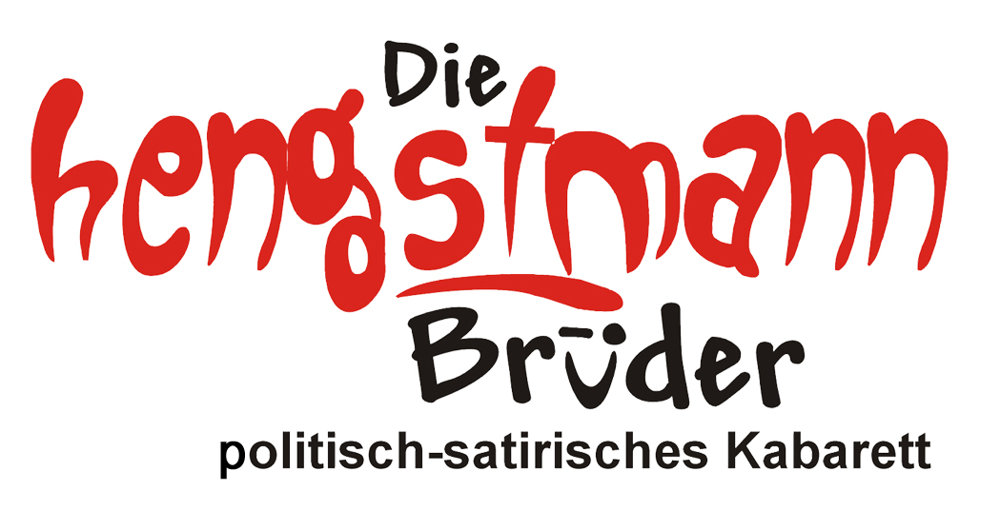 Die
hengstmann
Brüder
politisch-satirisches Kabarett